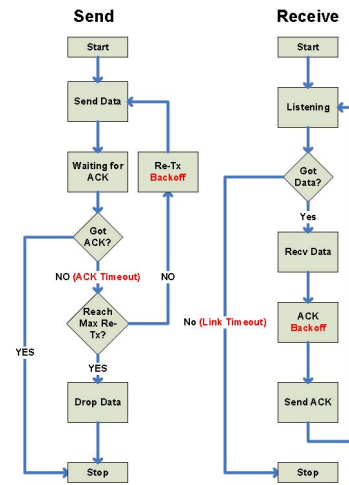 Send
Start
Send Data
Waiting for
ACK
Re-Tx
Backoff
Got
ACK?
NO (ACK Timeout)
NO
Reach
Max Re-
Tx?
YES
YES
Drop Data
Stop
Receive
Start
Listening
Got
Data?
Yes
Recv Data
No (Link Timeout)
ACK
Backoff
Send ACK
Stop